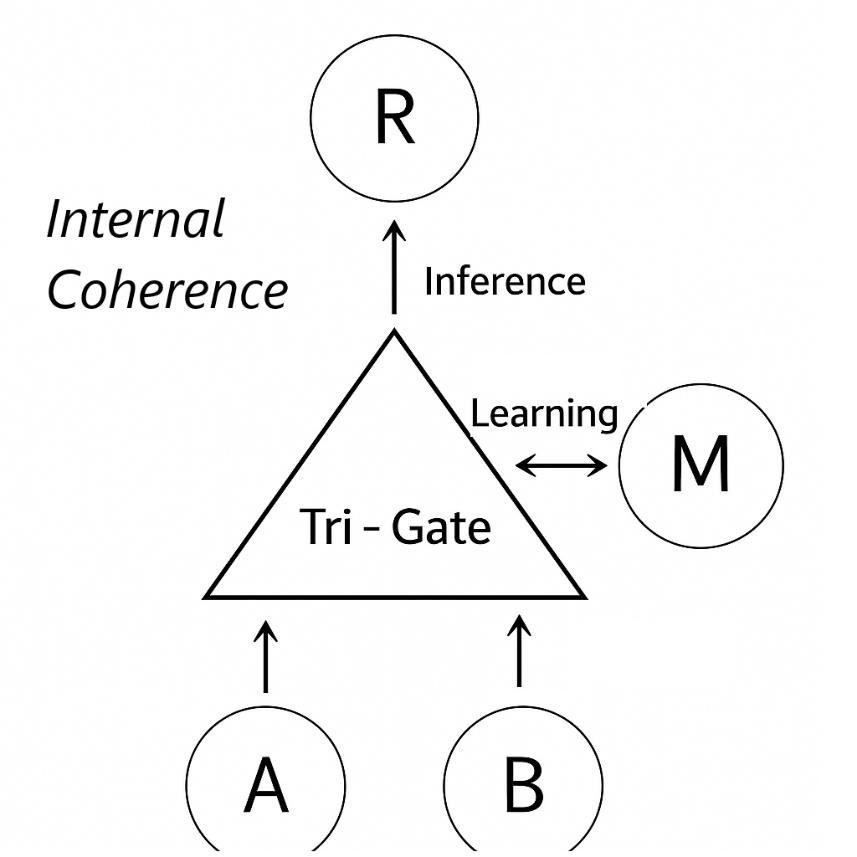 R
Internal
Coherence
Inference
Learning
M
Tri - Gate
A
B